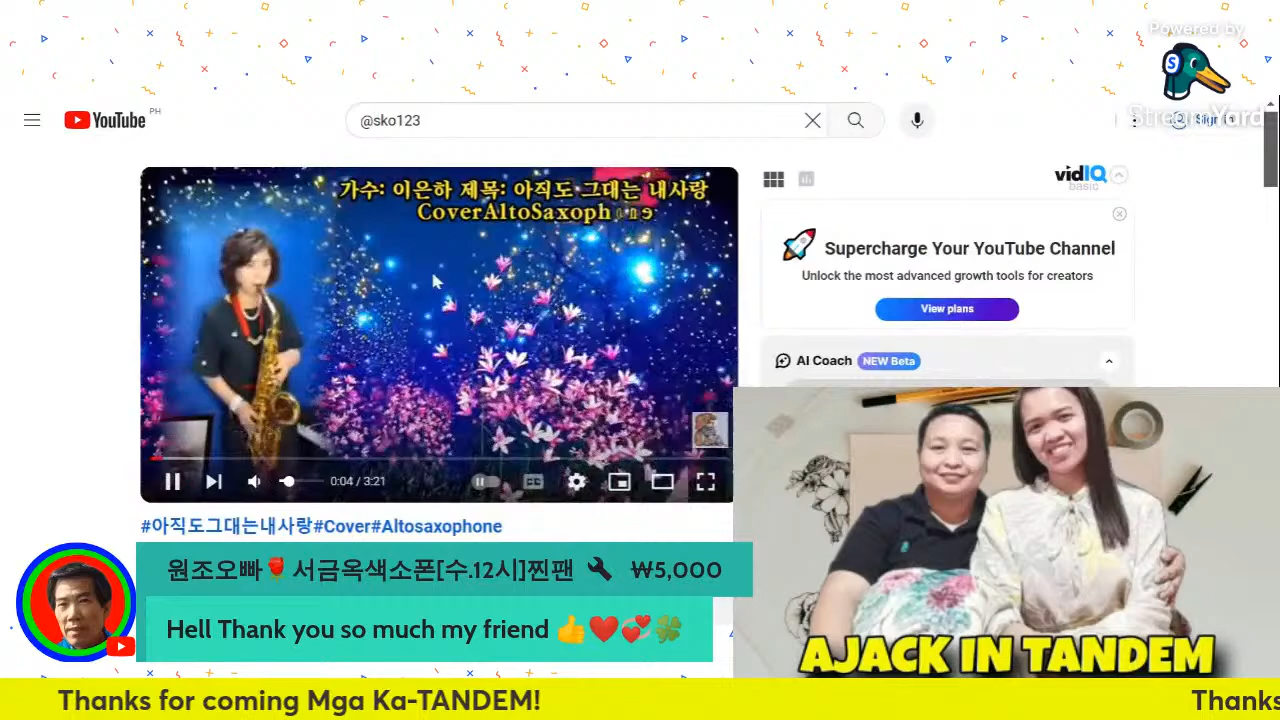 Powered by
StreamYard
YouTube PH
@sko123
Sign in
가수: 이은하 제목: 아직도 그대는 내사랑
CoverAltoSaxophone
vidIQ
basic
Supercharge Your YouTube Channel
Unlock the most advanced growth tools for creators
View plans
AI Coach NEW Beta
0:04 / 3:21
#아직도그대는내사랑#Cover#Altosaxophone
원조오빠🌹서금옥색소폰[수.12시]찐팬 🔧 ₩5,000
Hell Thank you so much my friend 👍❤️💞🍀
AJACK IN TANDEM
Thanks for coming Mga Ka-TANDEM!
Thanks